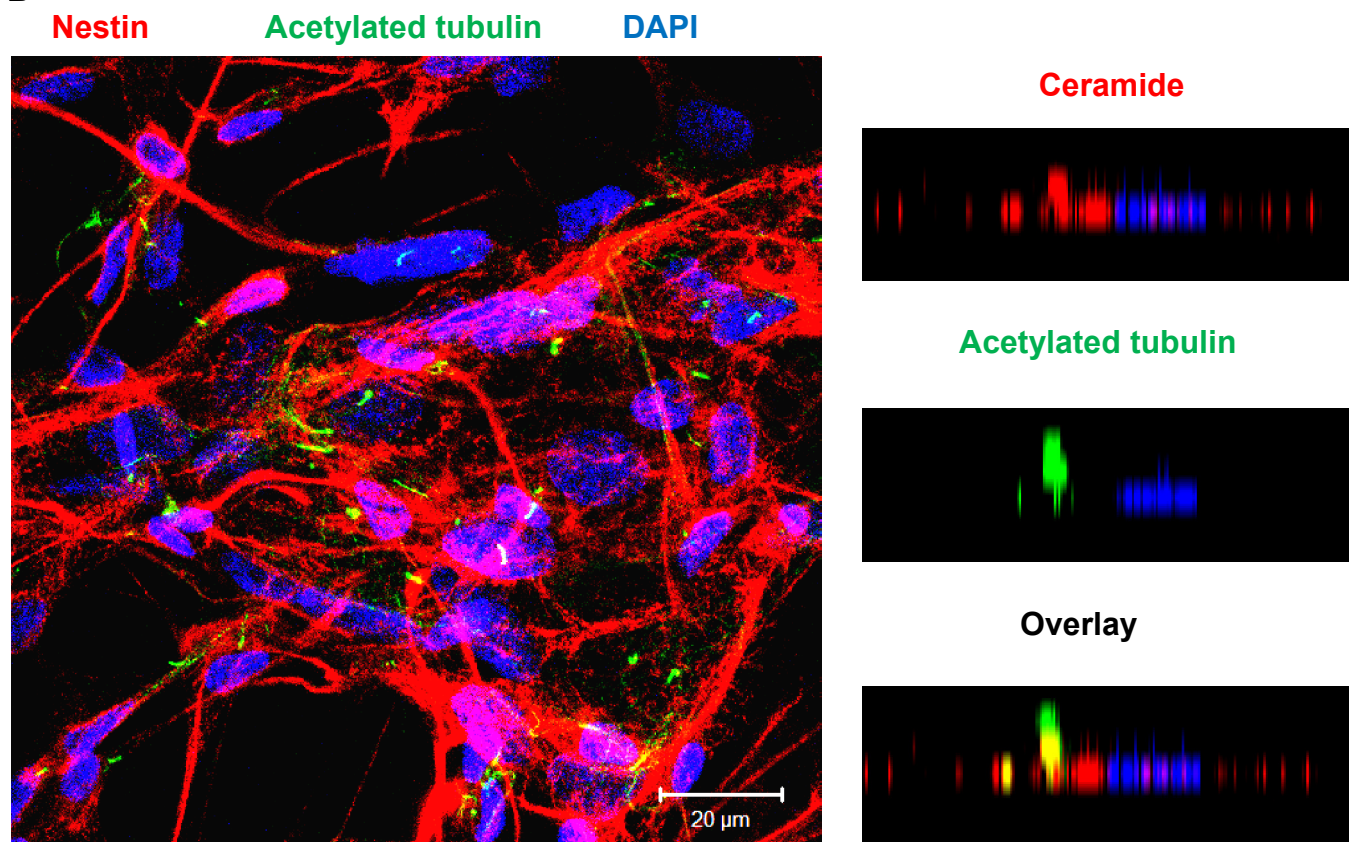 Nestin Acetylated tubulin DAPI
20 µm
Ceramide
Acetylated tubulin
Overlay